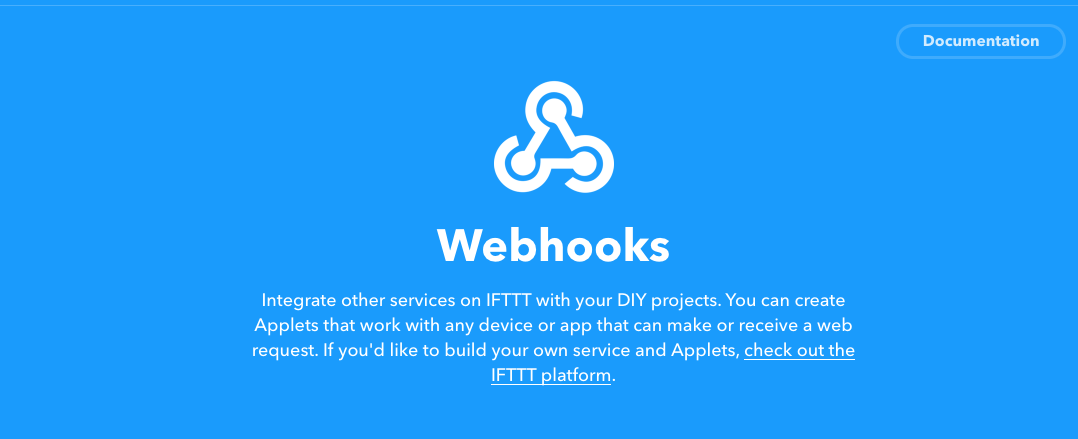 Documentation
Webhooks
Integrate other services on IFTTT with your DIY projects. You can create
Applets that work with any device or app that can make or receive a web
request. If you'd like to build your own service and Applets, check out the
IFTTT platform.